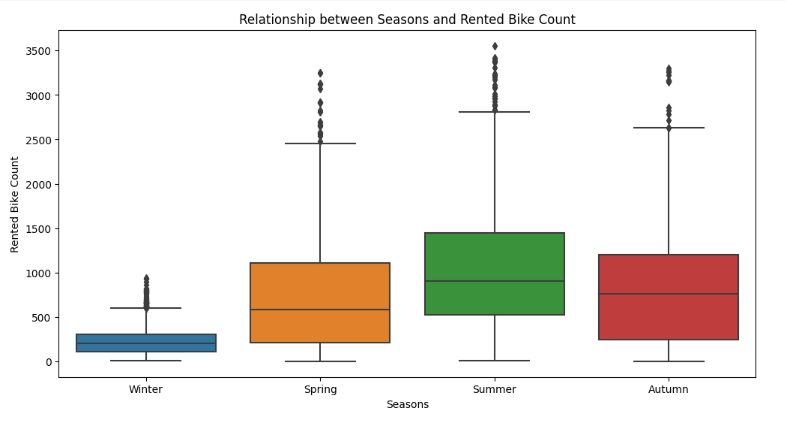 Relationship between Seasons and Rented Bike Count
3500
3000
2500
2000
1500
1000
500
0
Rented Bike Count
Winter
Spring
Summer
Autumn
Seasons